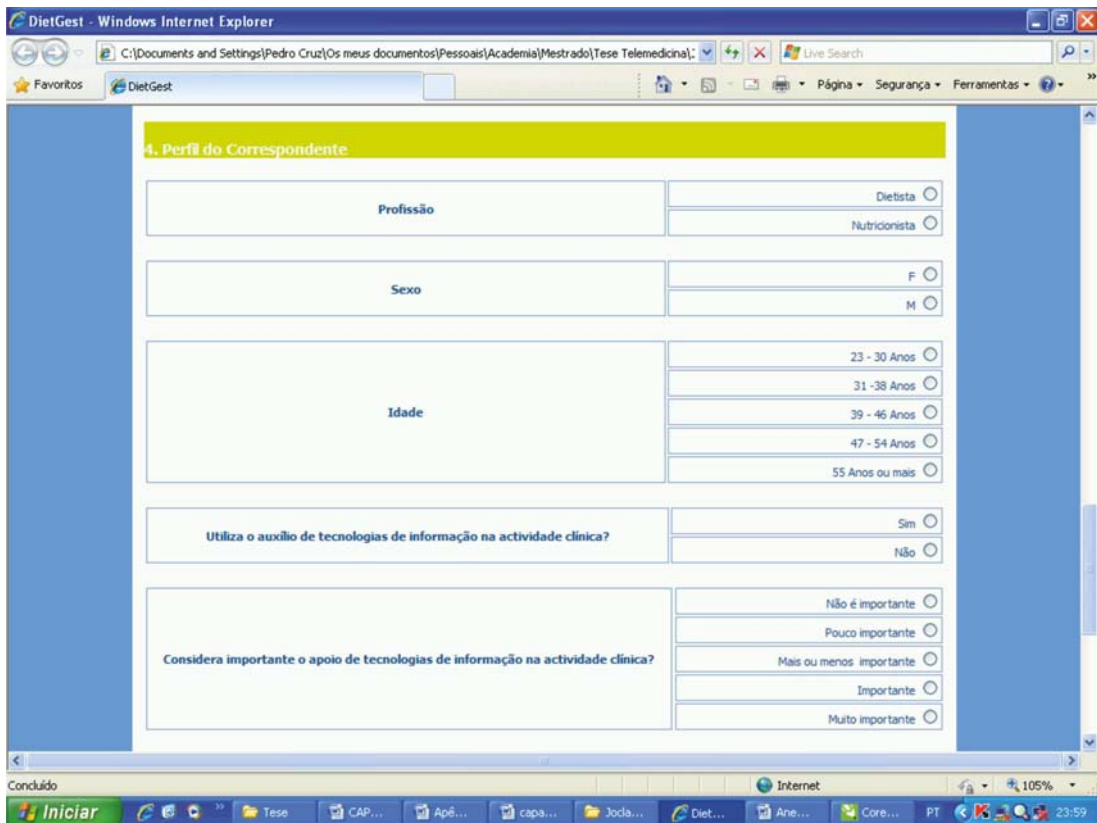 DietGest - Windows Internet Explorer
C:\Documents and Settings\Pedro Cruz\Os meus documentos\Pessoais\Academia\Mestrado\Tese Telemedicina\
Live Search
Favoritos
DietGest
Página
Segurança
Ferramentas
4. Perfil do Correspondente
Profissão
Dietista
Nutricionista
Sexo
F
M
Idade
23 - 30 Anos
31 -38 Anos
39 - 46 Anos
47 - 54 Anos
55 Anos ou mais
Utiliza o auxílio de tecnologias de informação na actividade clínica?
Sim
Não
Considera importante o apoio de tecnologias de informação na actividade clínica?
Não é importante
Pouco importante
Mais ou menos importante
Importante
Muito importante
Concluído
Internet
105%
Iniciar
Tese
CAP...
Apê...
capa...
Jocla...
Diet...
Ane...
Core...
PT
23:59